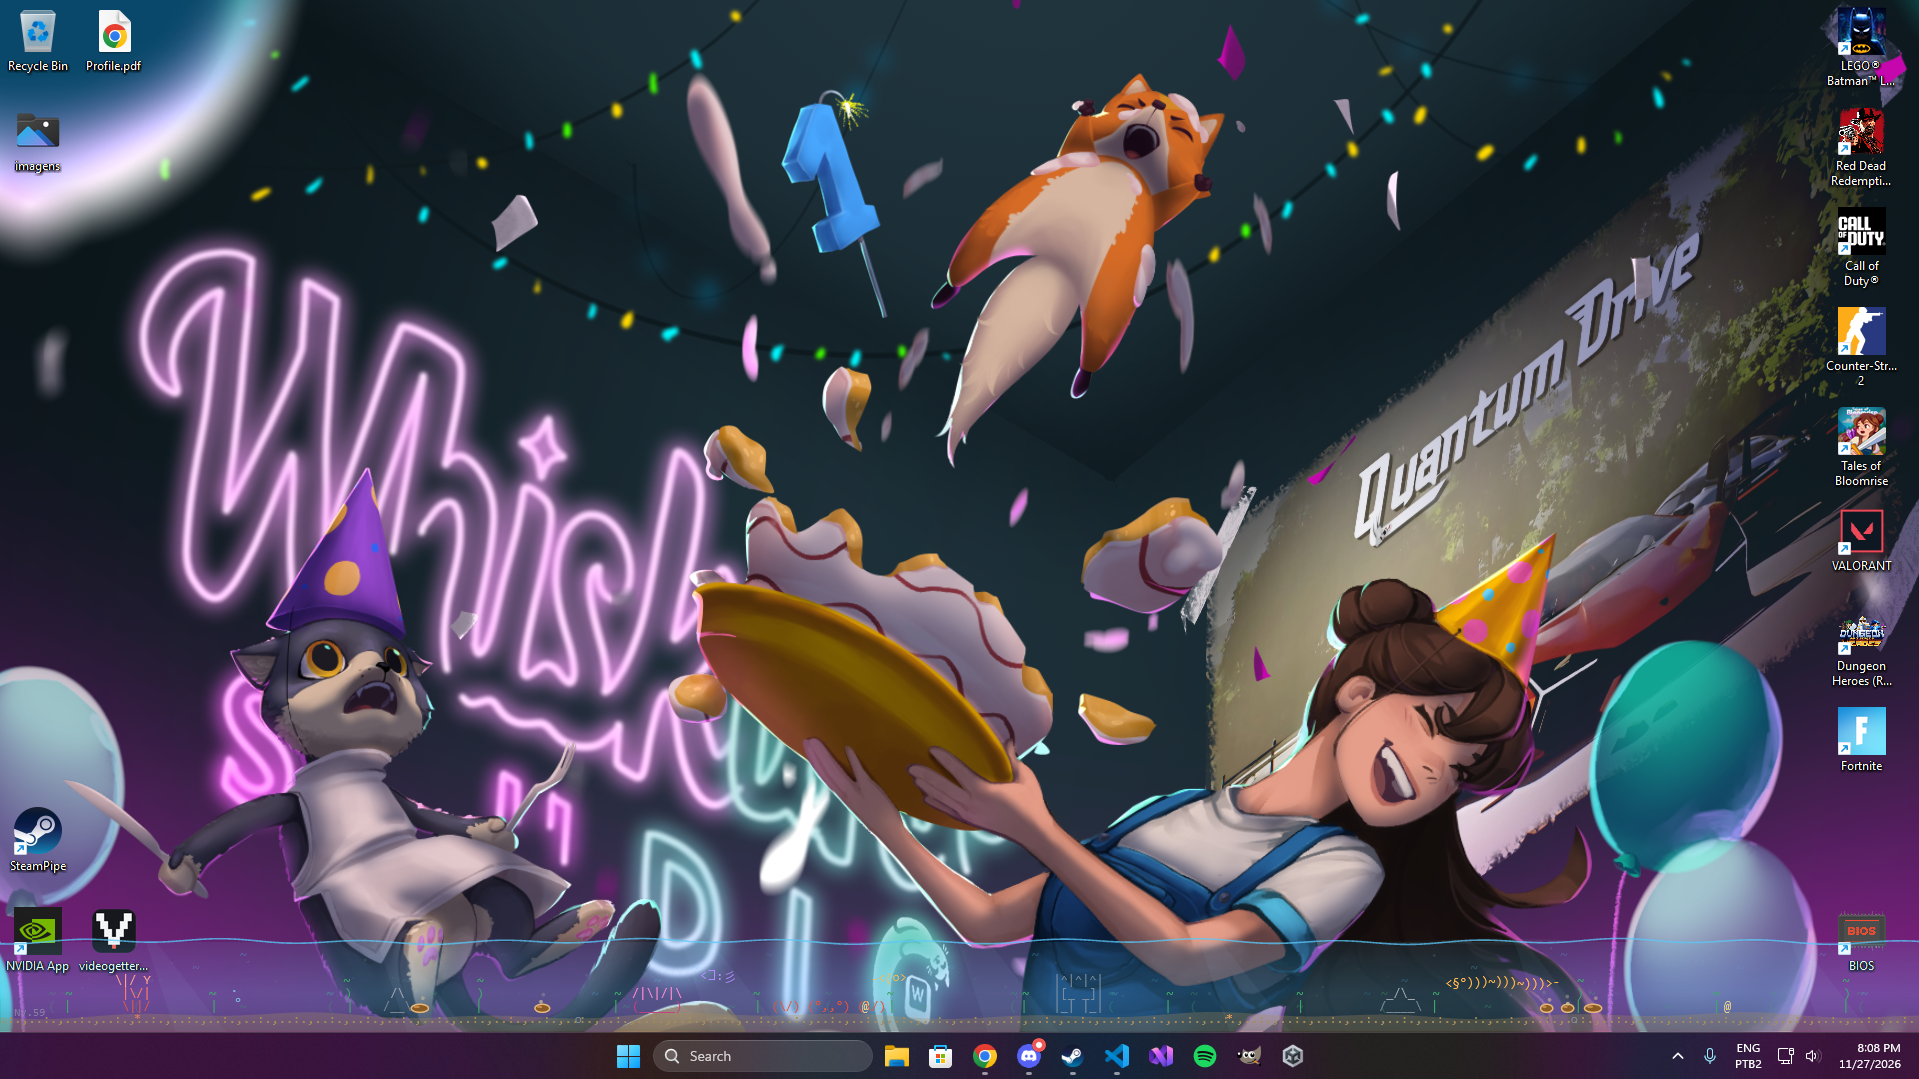 Recycle Bin
Profile.pdf
imagens
SteamPipe
NVIDIA App
videogetter...
LEGO®
Batman™ L...
Red Dead
Redempti...
CALL OF DUTY
Call of
Duty®
Counter-Str...
2
Tales of
Bloomrise
VALORANT
Dungeon
Heroes (R...
F
Fortnite
BIOS
BIOS
1
Quantum Drive
Search
ENG
PTB2
8:08 PM
11/27/2026